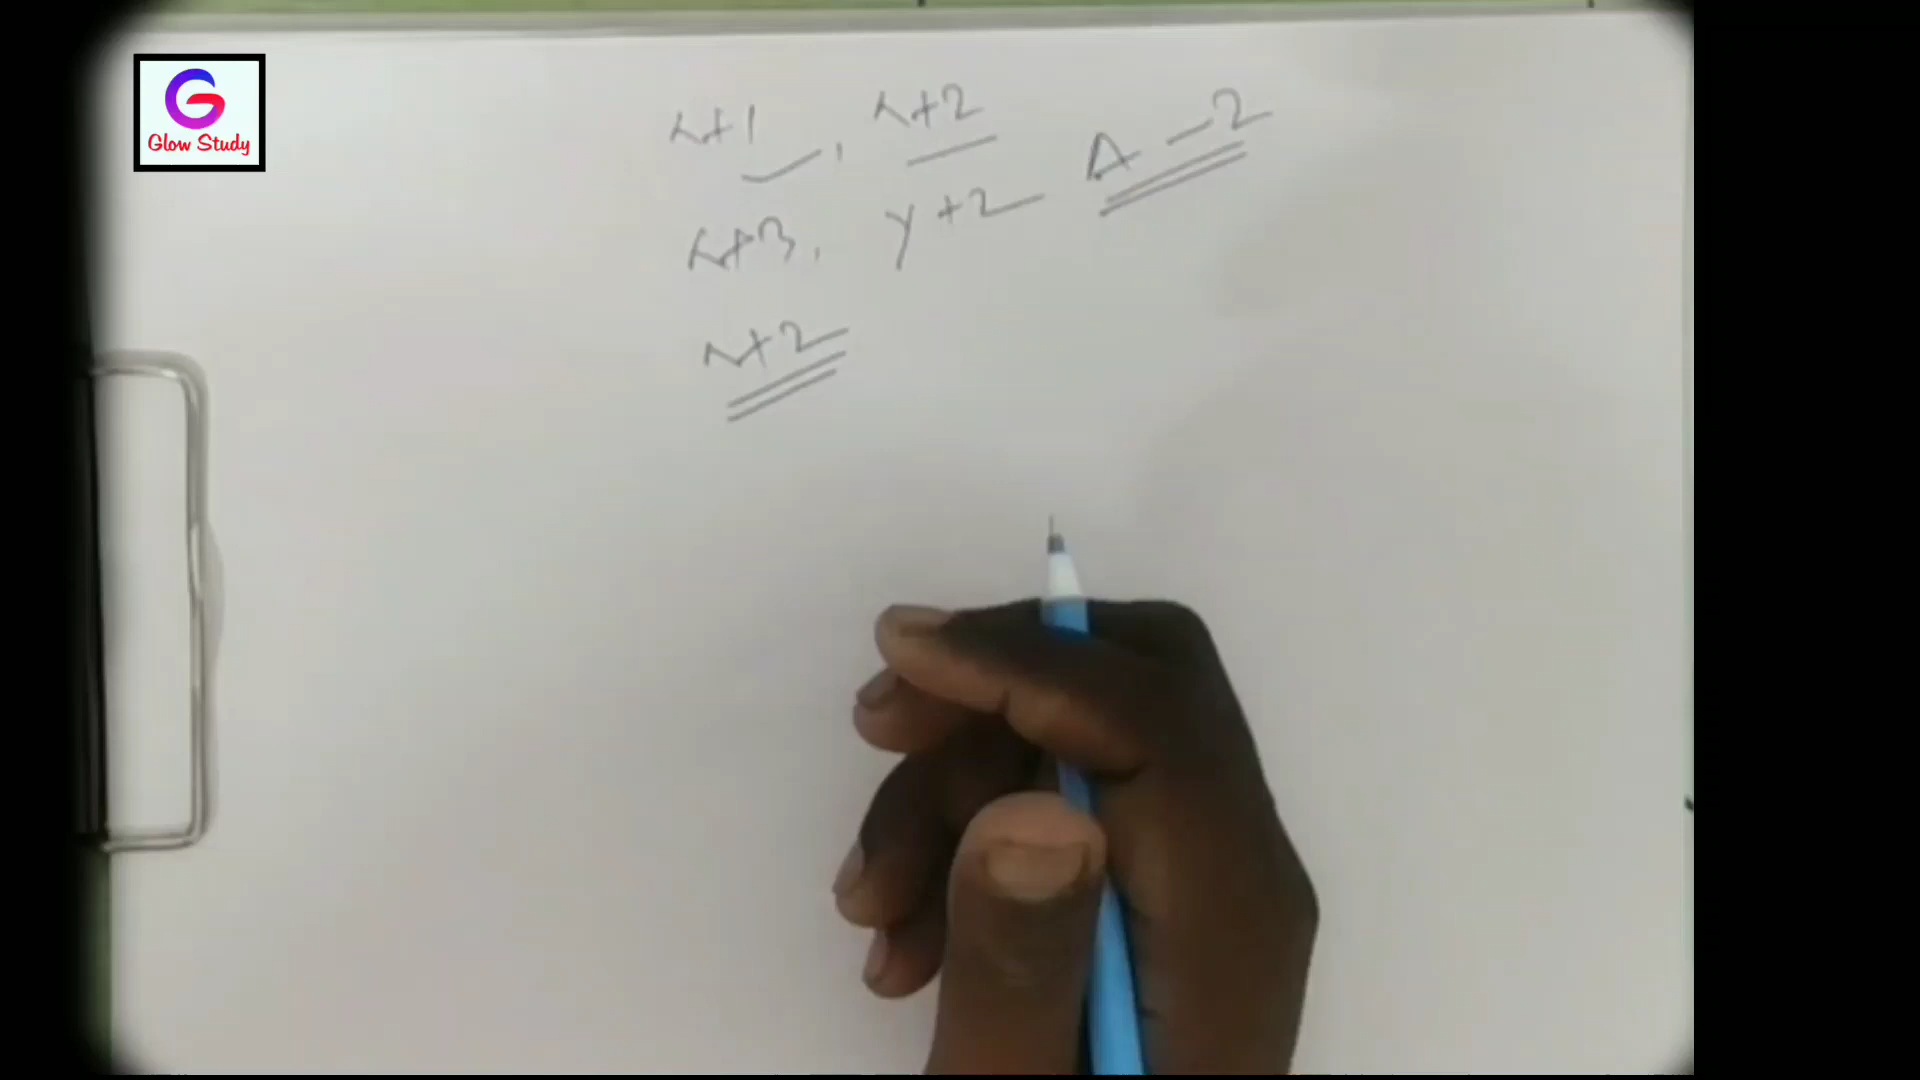 G
Glow Study
x+1, x+2
A-2
x+3, y+2
x+2